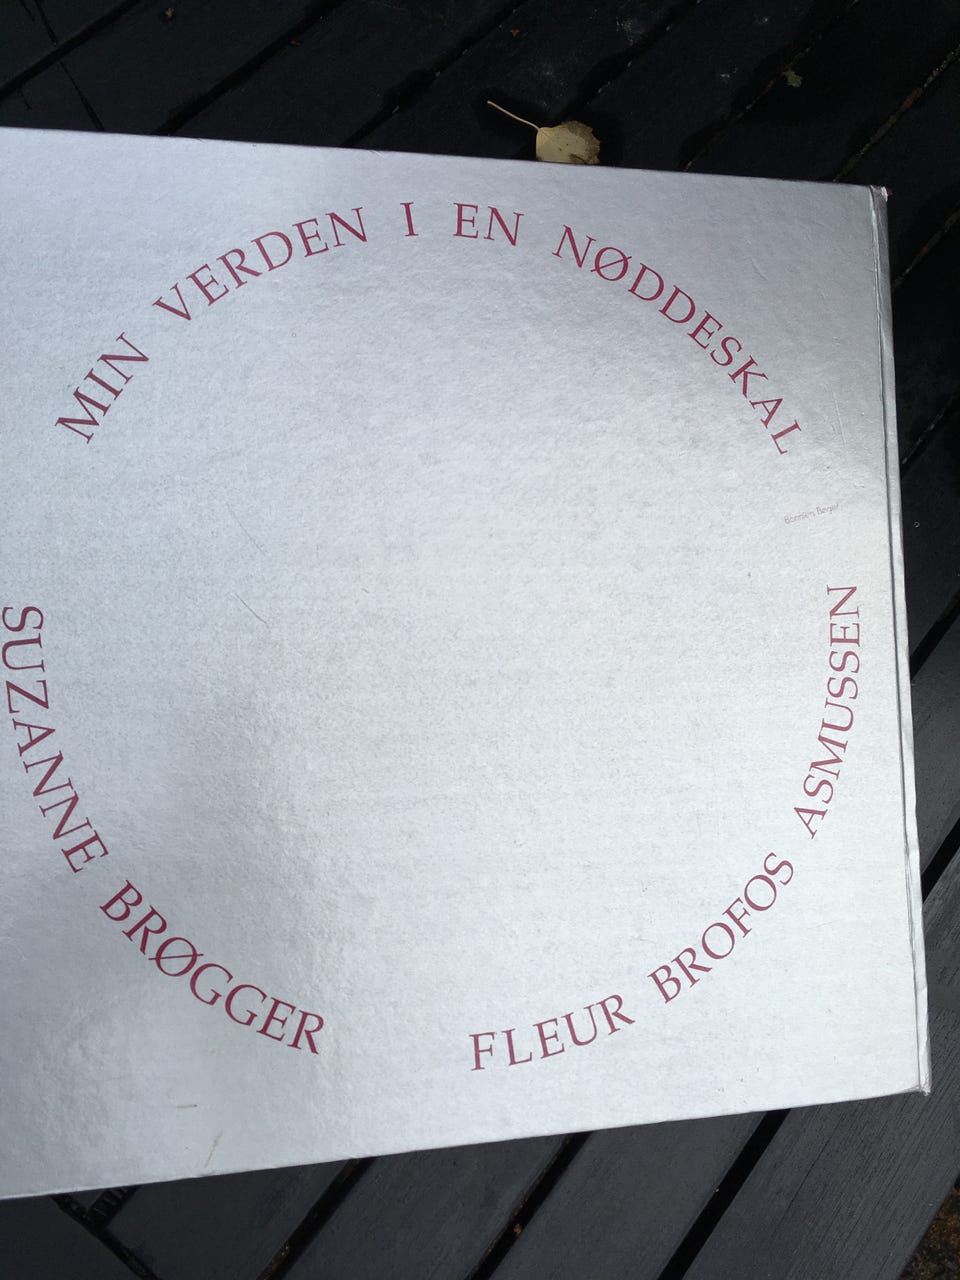 MIN VERDEN I EN NØDDESKAL
SUZANNE BRØGGER
FLEUR BROFOS ASMUSSEN